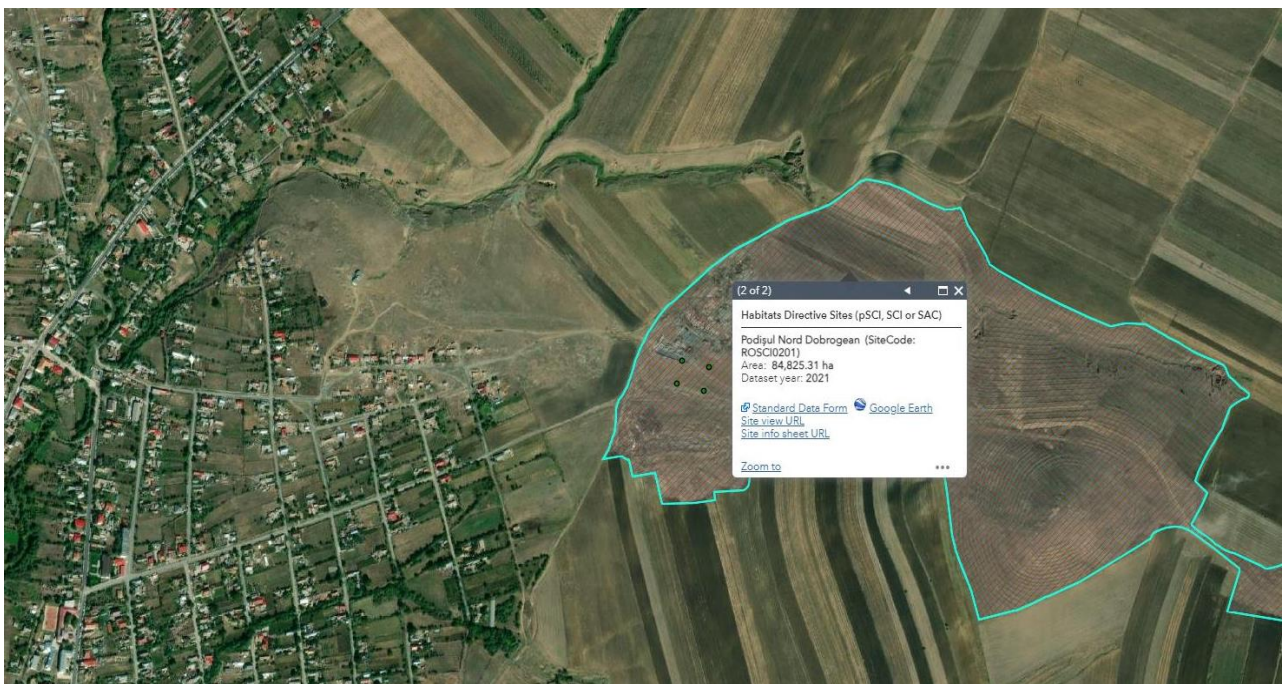 (2 of 2)
Habitats Directive Sites (pSCI, SCI or SAC)
Podişul Nord Dobrogean (SiteCode:
ROSCI0201)
Area: 84,825.31 ha
Dataset year: 2021
Standard Data Form Google Earth
Site view URL
Site info sheet URL
Zoom to